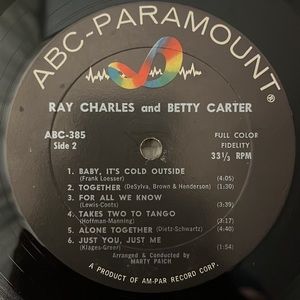 ABC-PARAMOUNT®
RAY CHARLES and BETTY CARTER
ABC-385
Side 2
FULL COLOR
FIDELITY
33 1/3 RPM
1. BABY, IT'S COLD OUTSIDE
(Frank Loesser) (4:05)
2. TOGETHER (DeSylva, Brown & Henderson) (1:30)
3. FOR ALL WE KNOW
(Lewis-Coots) (3:39)
4. TAKES TWO TO TANGO
(Hoffman-Manning) (3:17)
5. ALONE TOGETHER (Dietz-Schwartz) (4:40)
6. JUST YOU, JUST ME
(Klages-Greer) (1:54)
Arranged & Conducted by
MARTY PAICH
A PRODUCT OF AM-PAR RECORD CORP.